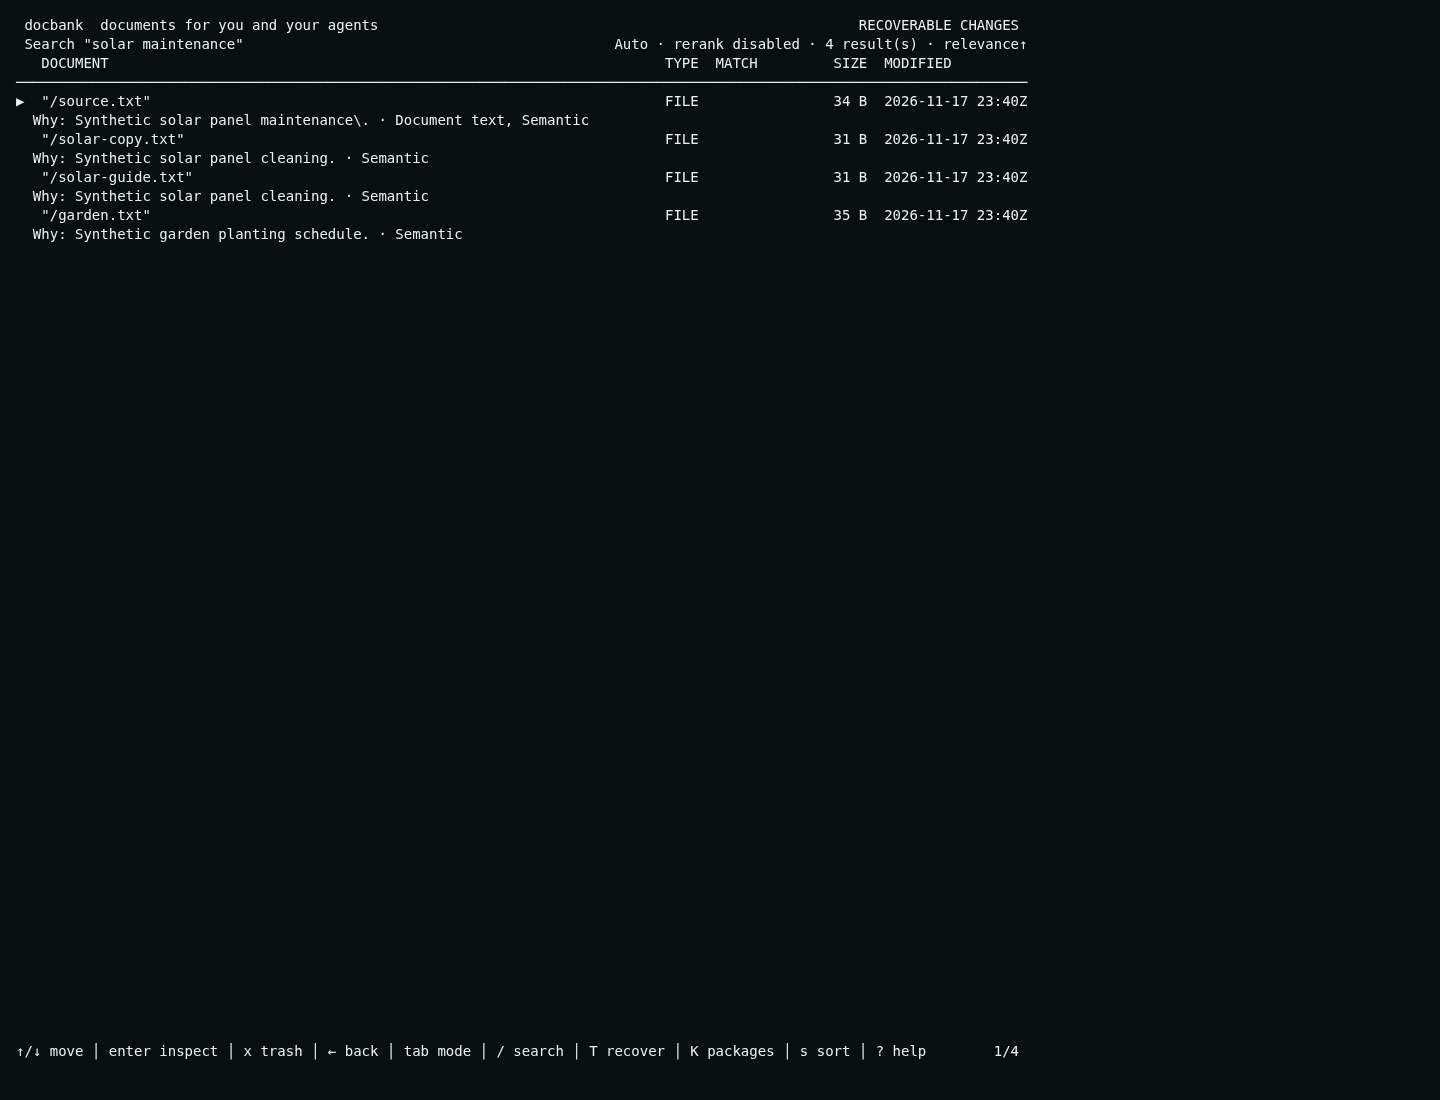 docbank  documents for you and your agents RECOVERABLE CHANGES
Search "solar maintenance" Auto · rerank disabled · 4 result(s) · relevance↑
DOCUMENT TYPE MATCH SIZE MODIFIED
▶ "/source.txt" FILE 34 B 2026-11-17 23:40Z
Why: Synthetic solar panel maintenance\. · Document text, Semantic
"/solar-copy.txt" FILE 31 B 2026-11-17 23:40Z
Why: Synthetic solar panel cleaning. · Semantic
"/solar-guide.txt" FILE 31 B 2026-11-17 23:40Z
Why: Synthetic solar panel cleaning. · Semantic
"/garden.txt" FILE 35 B 2026-11-17 23:40Z
Why: Synthetic garden planting schedule. · Semantic
↑/↓ move │ enter inspect │ x trash │ ← back │ tab mode │ / search │ T recover │ K packages │ s sort │ ? help 1/4